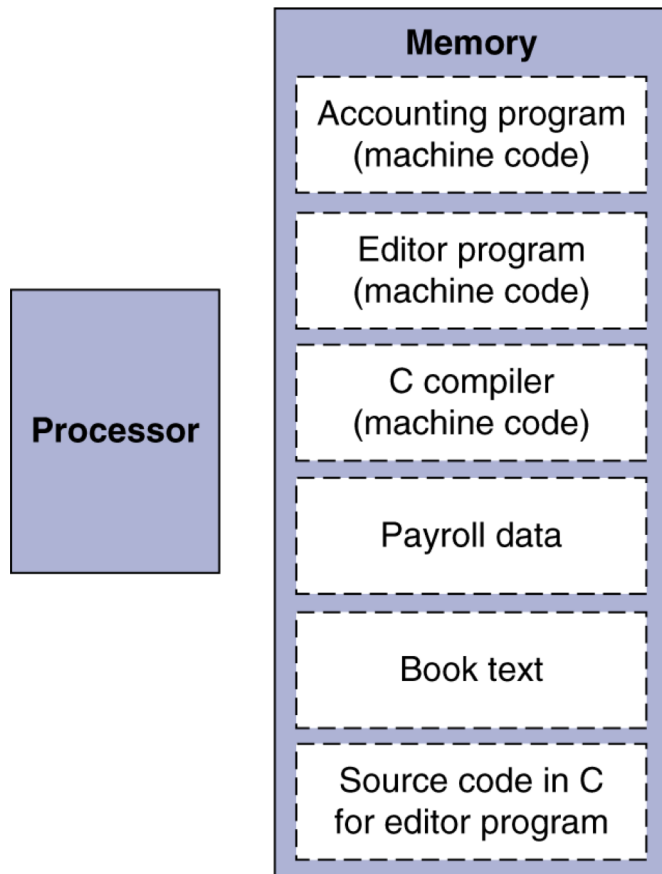 Memory
Accounting program
(machine code)
Editor program
(machine code)
C compiler
(machine code)
Processor
Payroll data
Book text
Source code in C
for editor program